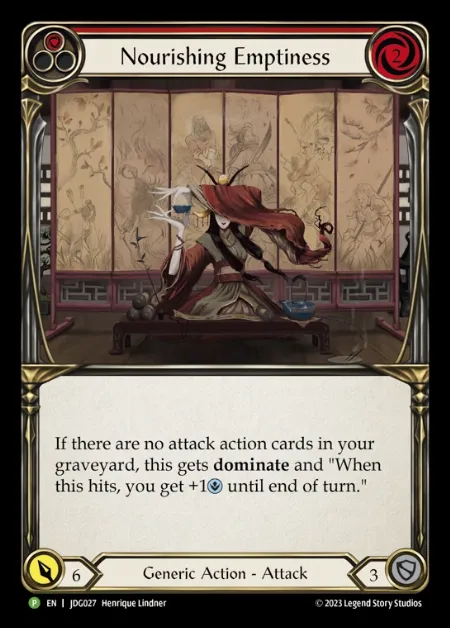 Nourishing Emptiness
2
If there are no attack action cards in your
graveyard, this gets dominate and "When
this hits, you get +1 until end of turn."
6
Generic Action - Attack
3
P EN | JDG027 Henrique Lindner
© 2023 Legend Story Studios